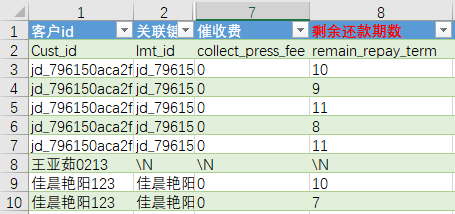 1 2 7 8
1 客户id 关联键 催收费 剩余还款期数
2 Cust_id lmt_id collect_press_fee remain_repay_term
3 jd_796150aca2f jd_79615 0 10
4 jd_796150aca2f jd_79615 0 9
5 jd_796150aca2f jd_79615 0 11
6 jd_796150aca2f jd_79615 0 8
7 jd_796150aca2f jd_79615 0 11
8 王亚茹0213 \N \N \N
9 佳晨艳阳123 佳晨艳阳 0 10
10 佳晨艳阳123 佳晨艳阳 0 7